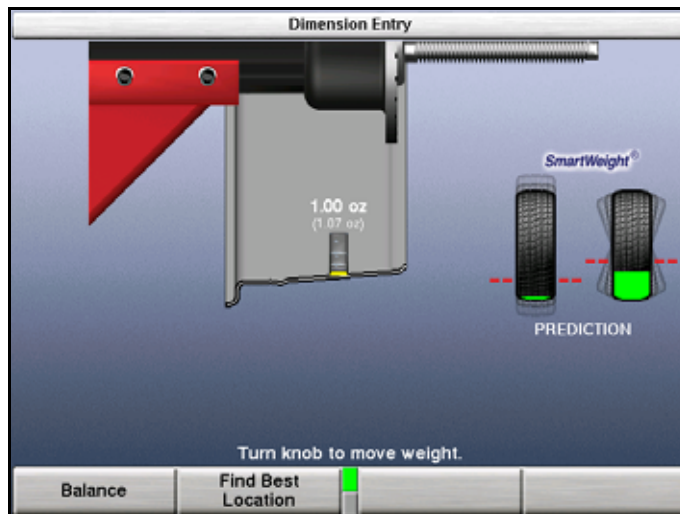 Dimension Entry
SmartWeight®
1.00 oz
(1.07 oz)
PREDICTION
Turn knob to move weight.
Balance
Find Best
Location